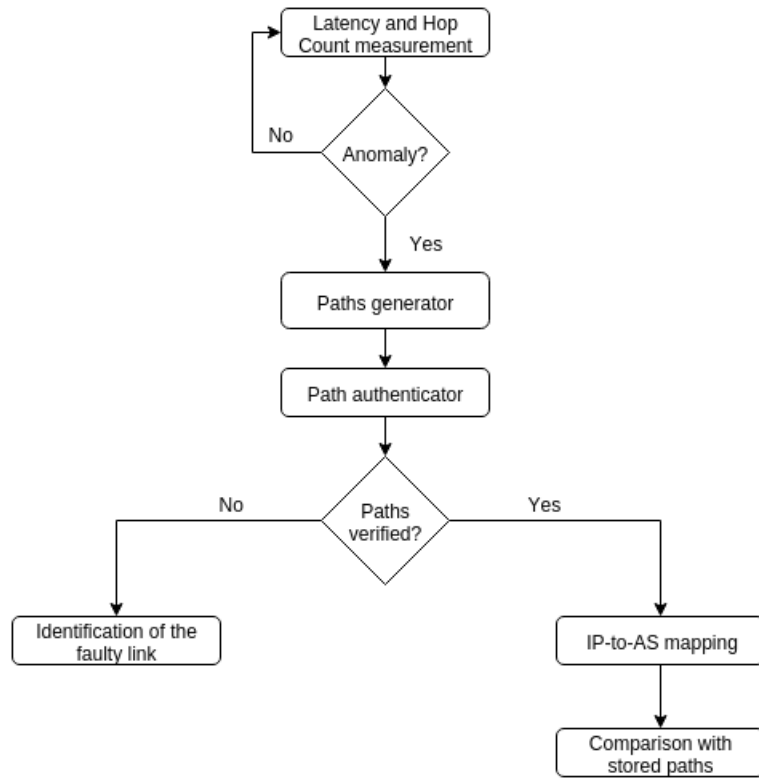 Latency and Hop
Count measurement
No
Anomaly?
Yes
Paths generator
Path authenticator
No
Paths
verified?
Yes
Identification of the
faulty link
IP-to-AS mapping
Comparison with
stored paths